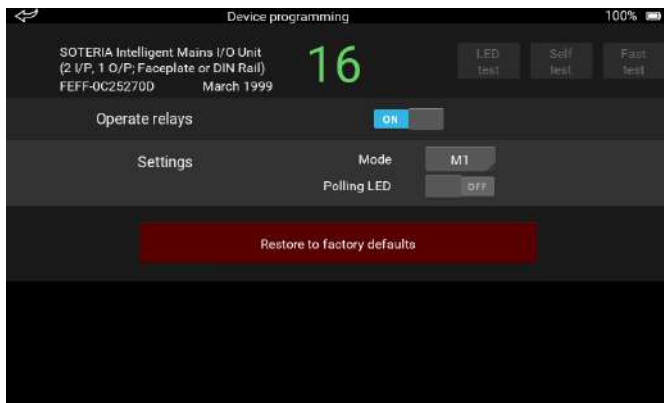 Device programming
100%
SOTERIA Intelligent Mains I/O Unit
(2 I/P, 1 O/P; Faceplate or DIN Rail)
FEFF-0C25270D March 1999
16
LED
test
Self
test
Fast
test
Operate relays ON
Settings Mode M1
Polling LED OFF
Restore to factory defaults